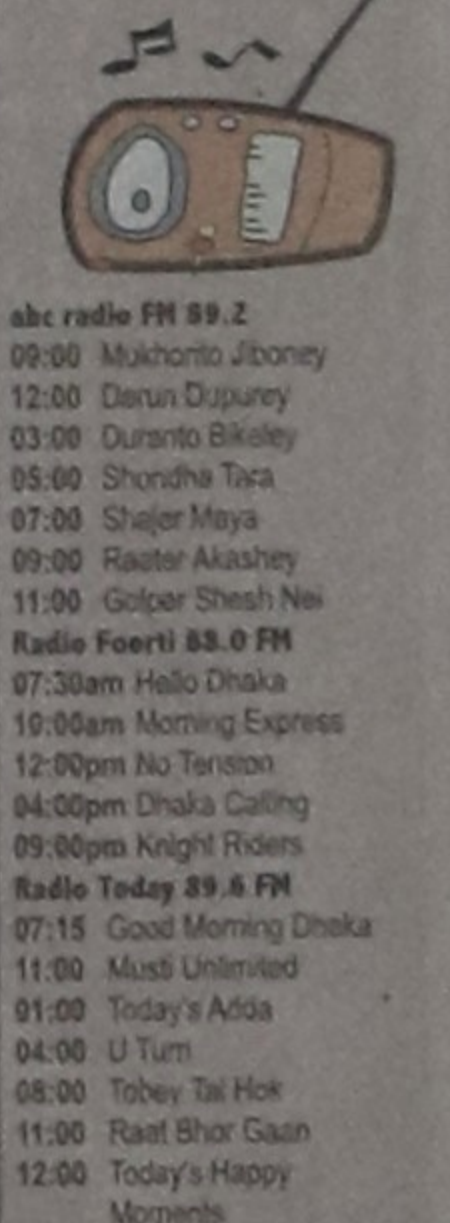 abc radio FM 89.2
09:00 Mukhorito Jiboney
12:00 Darun Dupurey
03:00 Duranto Bikeley
05:00 Shondha Tara
07:00 Shajer Maya
09:00 Raater Akashey
11:00 Golper Shesh Nei
Radio Foorti 88.0 FM
07:30am Hello Dhaka
10:00am Morning Express
12:00pm No Tension
04:00pm Dhaka Calling
09:00pm Knight Riders
Radio Today 89.6 FM
07:15 Good Morning Dhaka
11:00 Musti Unlimited
01:00 Today's Adda
04:00 U Turn
08:00 Tobey Tai Hok
11:00 Raat Bhor Gaan
12:00 Today's Happy
Moments